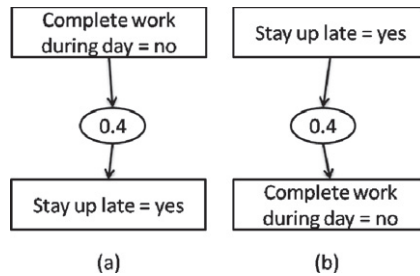 Complete work
during day = no
0.4
Stay up late = yes
(a)
Stay up late = yes
0.4
Complete work
during day = no
(b)